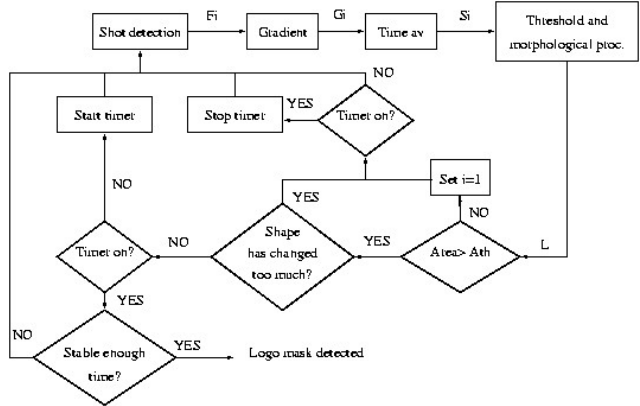 Fi
Gi
Si
Shot detection
Gradient
Time av
Threshold and
morphological proc.
NO
Start timer
Stop timer
YES
Timer on?
NO
YES
Set i=1
NO
Timer on?
NO
Shape
has changed
too much?
YES
Area> Ath
L
YES
NO
Stable enough
time?
YES
Logo mask detected